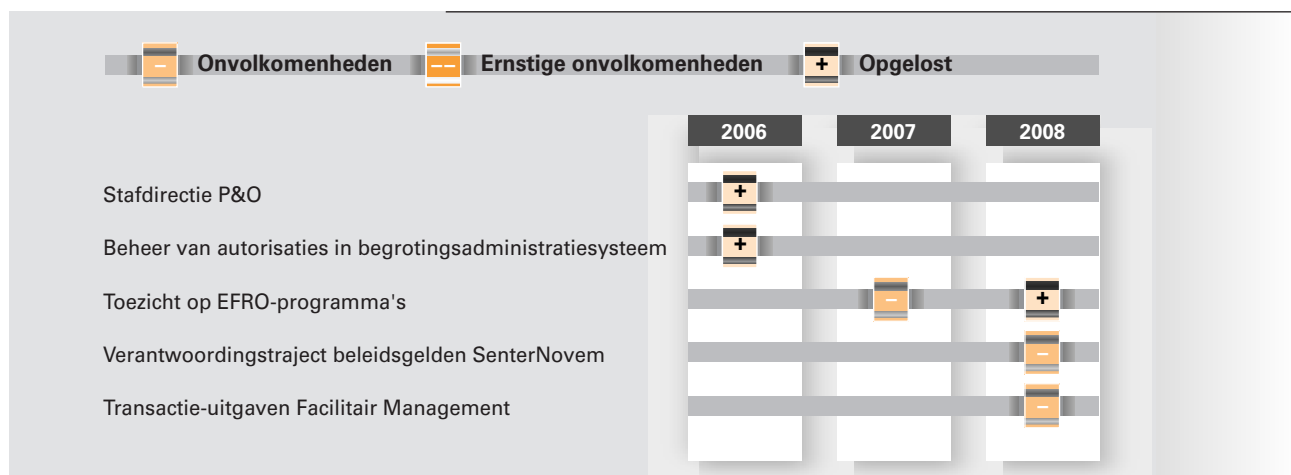 – Onvolkomenheden –– Ernstige onvolkomenheden + Opgelost
2006 2007 2008
Stafdirectie P&O +
Beheer van autorisaties in begrotingsadministratiesysteem +
Toezicht op EFRO-programma's – +
Verantwoordingstraject beleidsgelden SenterNovem –
Transactie-uitgaven Facilitair Management –